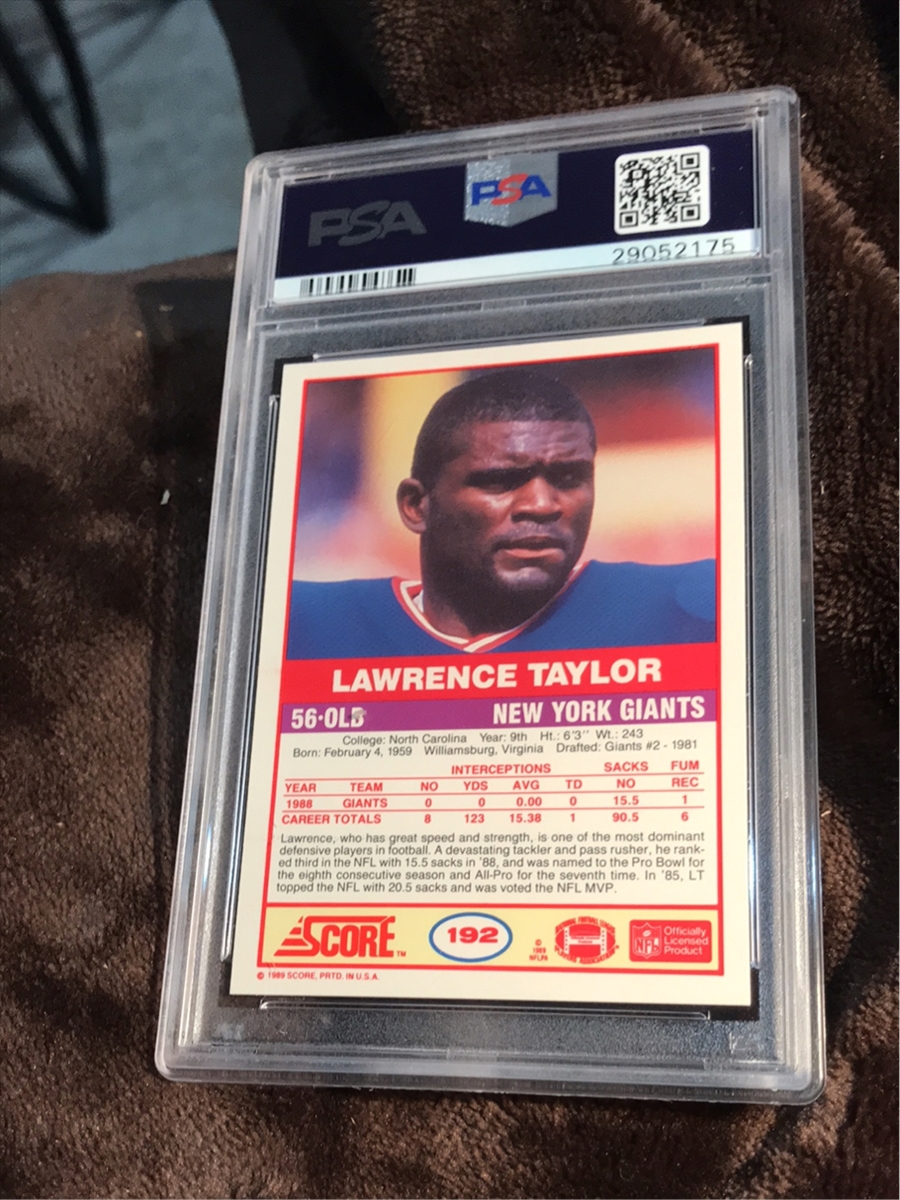 PSA
PSA
29052175
LAWRENCE TAYLOR
56·OLB NEW YORK GIANTS
College: North Carolina Year: 9th Ht.: 6'3'' Wt.: 243
Born: February 4, 1959 Williamsburg, Virginia Drafted: Giants #2 - 1981
INTERCEPTIONS SACKS FUM
YEAR TEAM NO YDS AVG TD NO REC
1988 GIANTS 0 0 0.00 0 15.5 1
CAREER TOTALS 8 123 15.38 1 90.5 6
Lawrence, who has great speed and strength, is one of the most dominant
defensive players in football. A devastating tackler and pass rusher, he rank-
ed third in the NFL with 15.5 sacks in '88, and was named to the Pro Bowl for
the eighth consecutive season and All-Pro for the seventh time. In '85, LT
topped the NFL with 20.5 sacks and was voted the NFL MVP.
SCORE™ 192
© 1989 NFLPA
NFL Officially Licensed Product
© 1989 SCORE, PRTD. IN U.S.A.